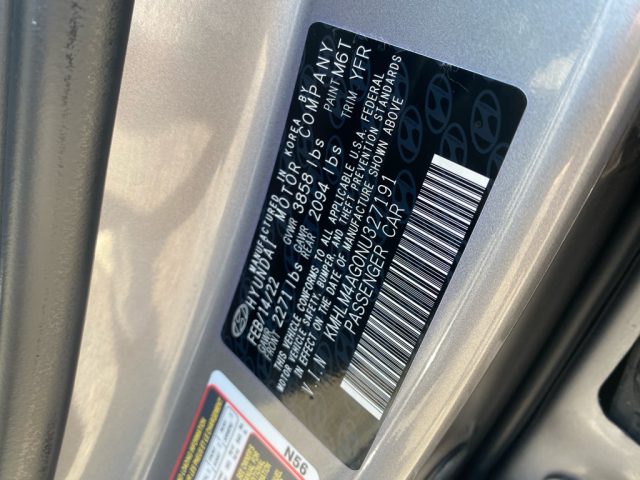 MANUFACTURED IN KOREA BY
HYUNDAI MOTOR COMPANY
FEB/14/22 GVWR 3858 lbs PAINT M6T
GAWR FRONT 2271 lbs GAWR REAR 2094 lbs TRIM YFR
THIS VEHICLE CONFORMS TO ALL APPLICABLE U.S.A. FEDERAL
MOTOR VEHICLE SAFETY, BUMPER, AND THEFT PREVENTION STANDARDS
IN EFFECT ON THE DATE OF MANUFACTURE SHOWN ABOVE
V.I.N KMHLM4AG0NU327191
PASSENGER CAR
N56